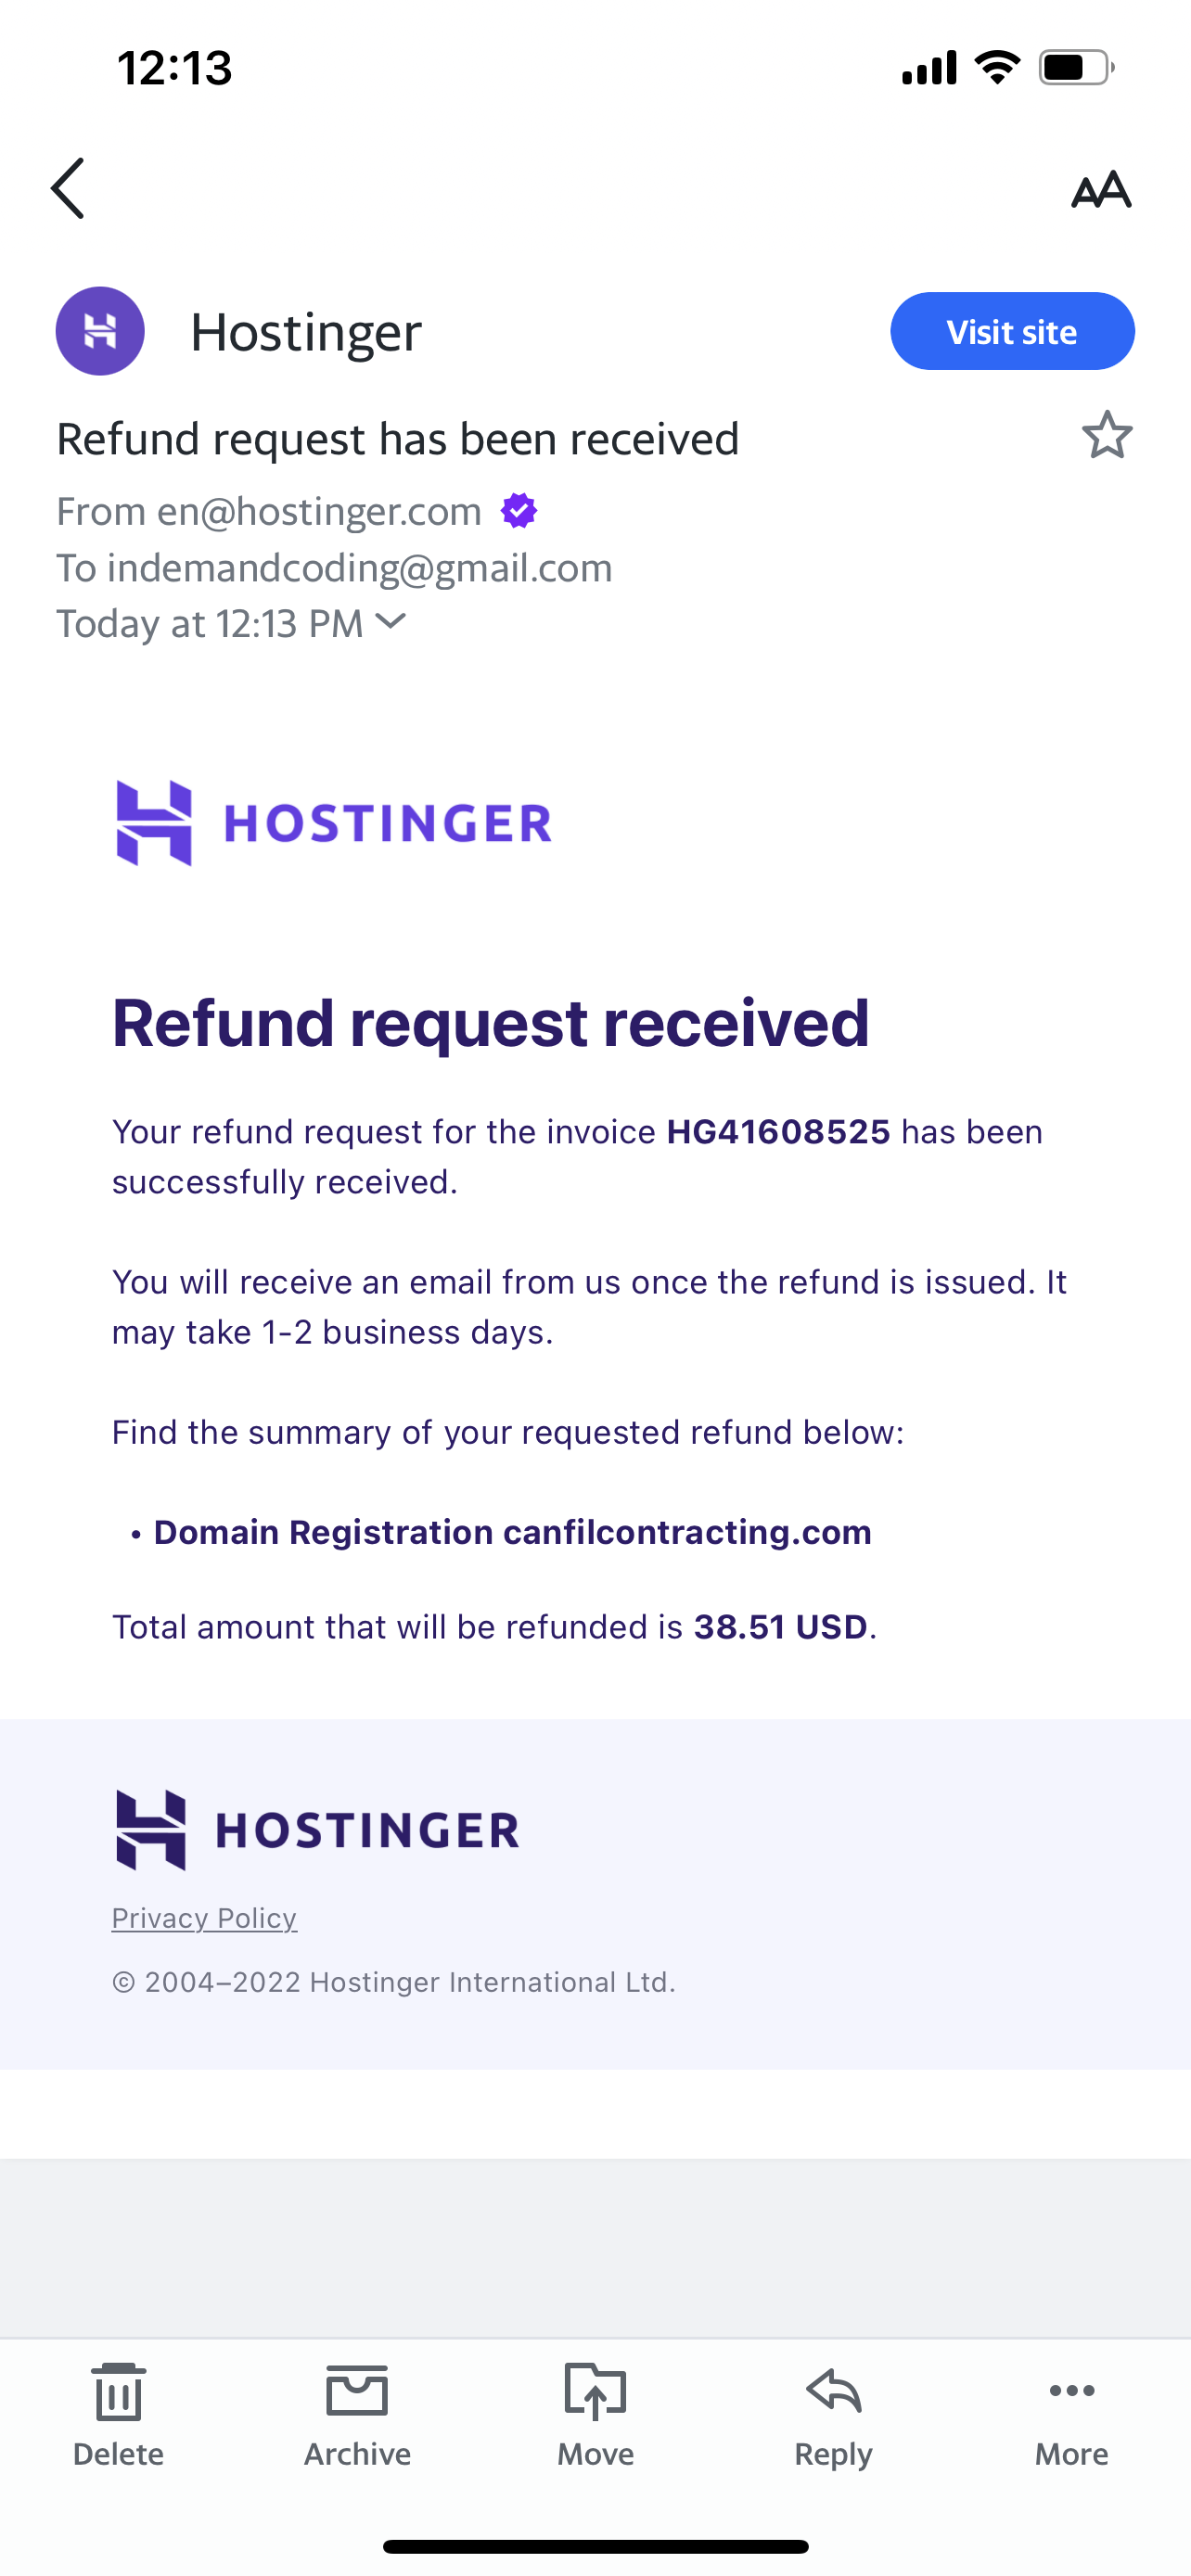 12:13
AA
Hostinger
Visit site
Refund request has been received
From en@hostinger.com
To indemandcoding@gmail.com
Today at 12:13 PM
HOSTINGER
Refund request received
Your refund request for the invoice HG41608525 has been
successfully received.
You will receive an email from us once the refund is issued. It
may take 1-2 business days.
Find the summary of your requested refund below:
• Domain Registration canfilcontracting.com
Total amount that will be refunded is 38.51 USD.
HOSTINGER
Privacy Policy
© 2004–2022 Hostinger International Ltd.
Delete Archive Move Reply More